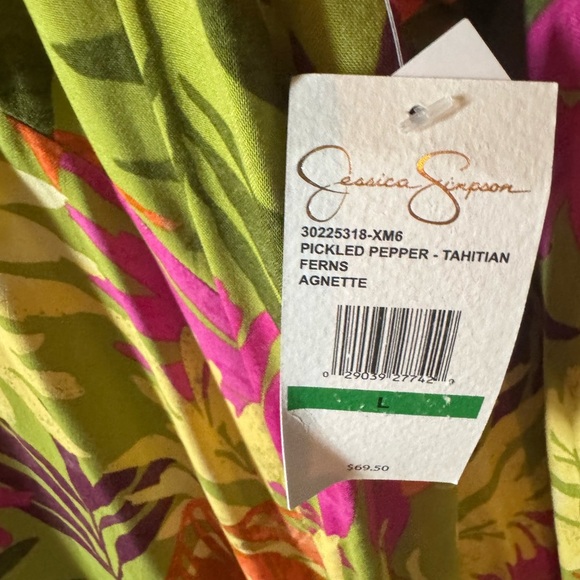 Jessica Simpson
30225318-XM6
PICKLED PEPPER - TAHITIAN
FERNS
AGNETTE
0 29039 27742 9
L
$69.50